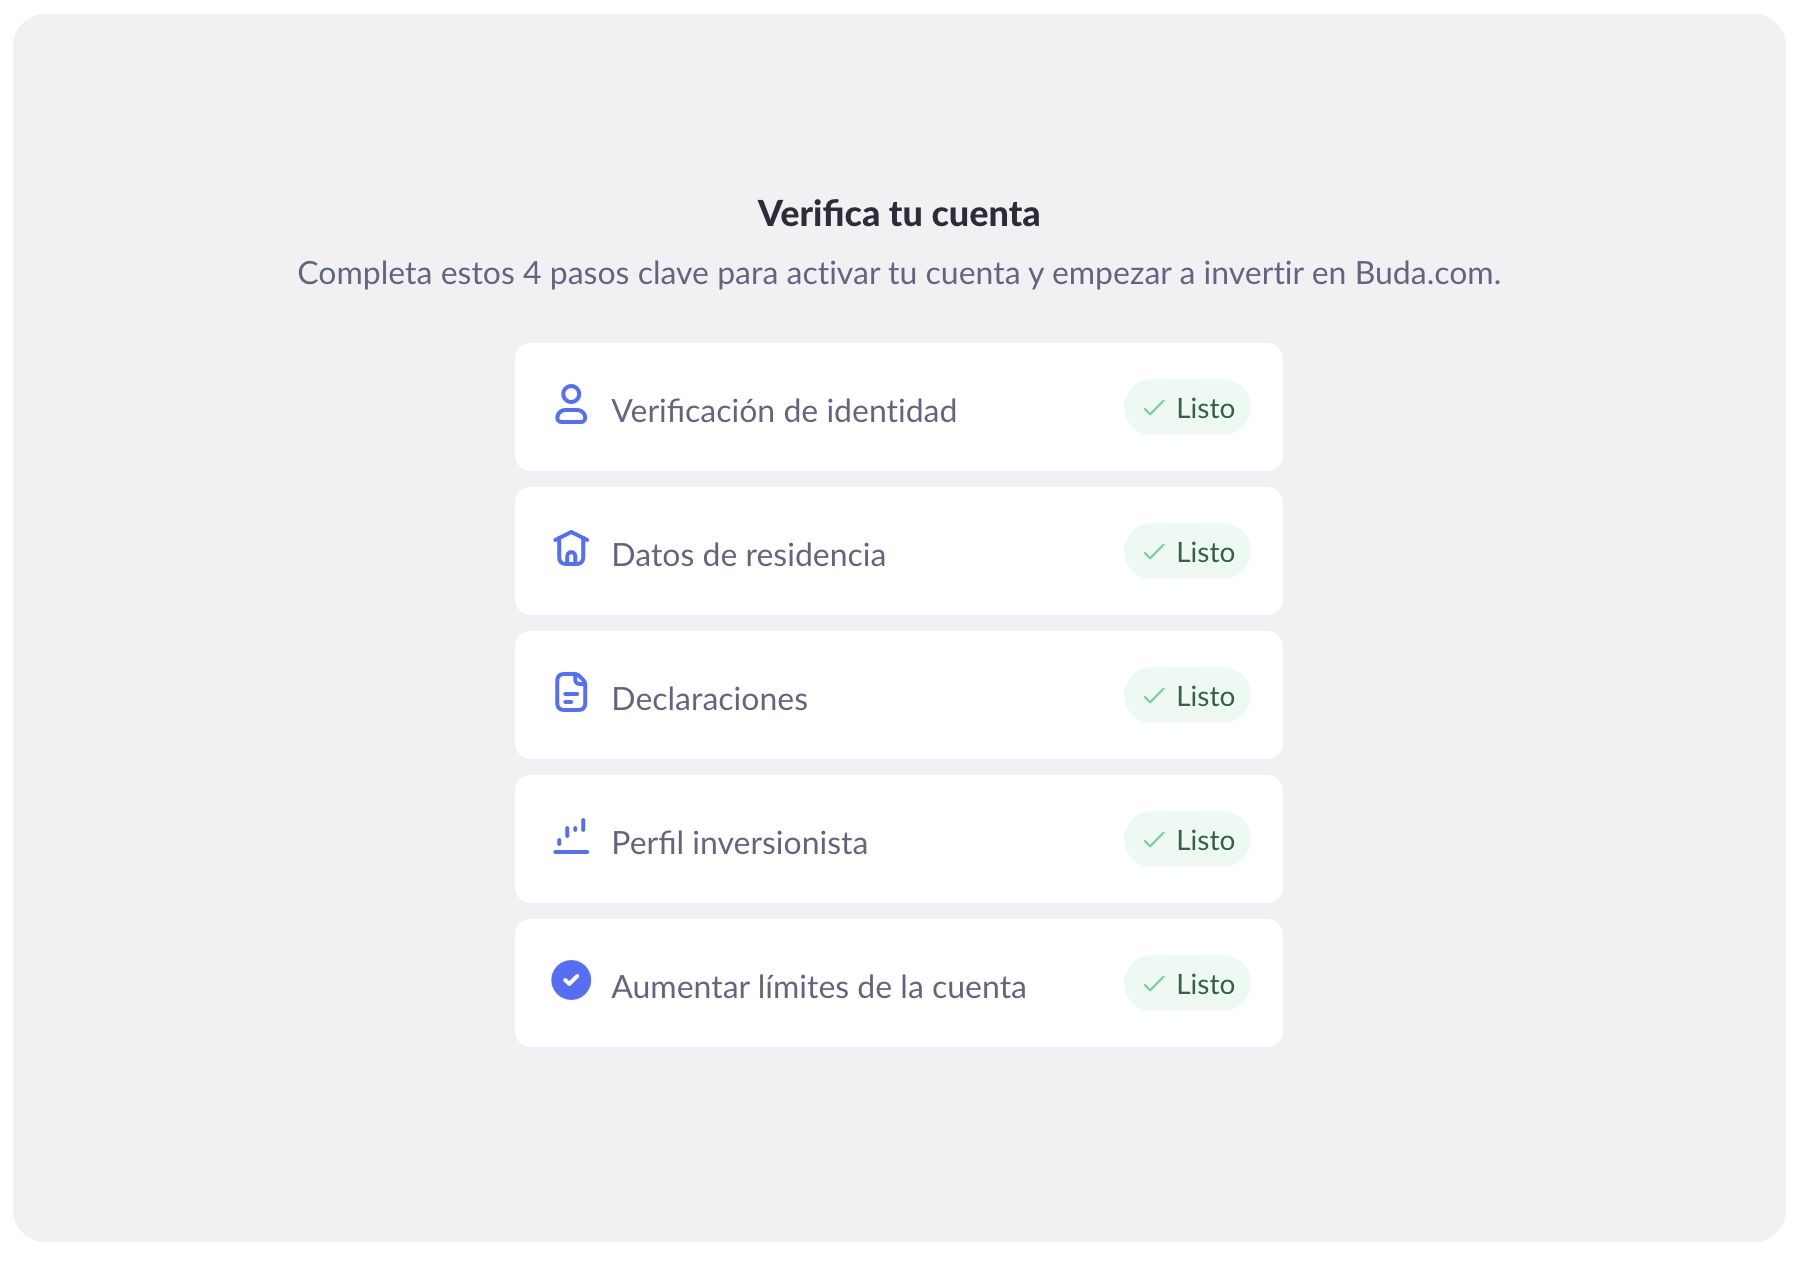 Verifica tu cuenta
Completa estos 4 pasos clave para activar tu cuenta y empezar a invertir en Buda.com.
Verificación de identidad
Listo
Datos de residencia
Listo
Declaraciones
Listo
Perfil inversionista
Listo
Aumentar límites de la cuenta
Listo